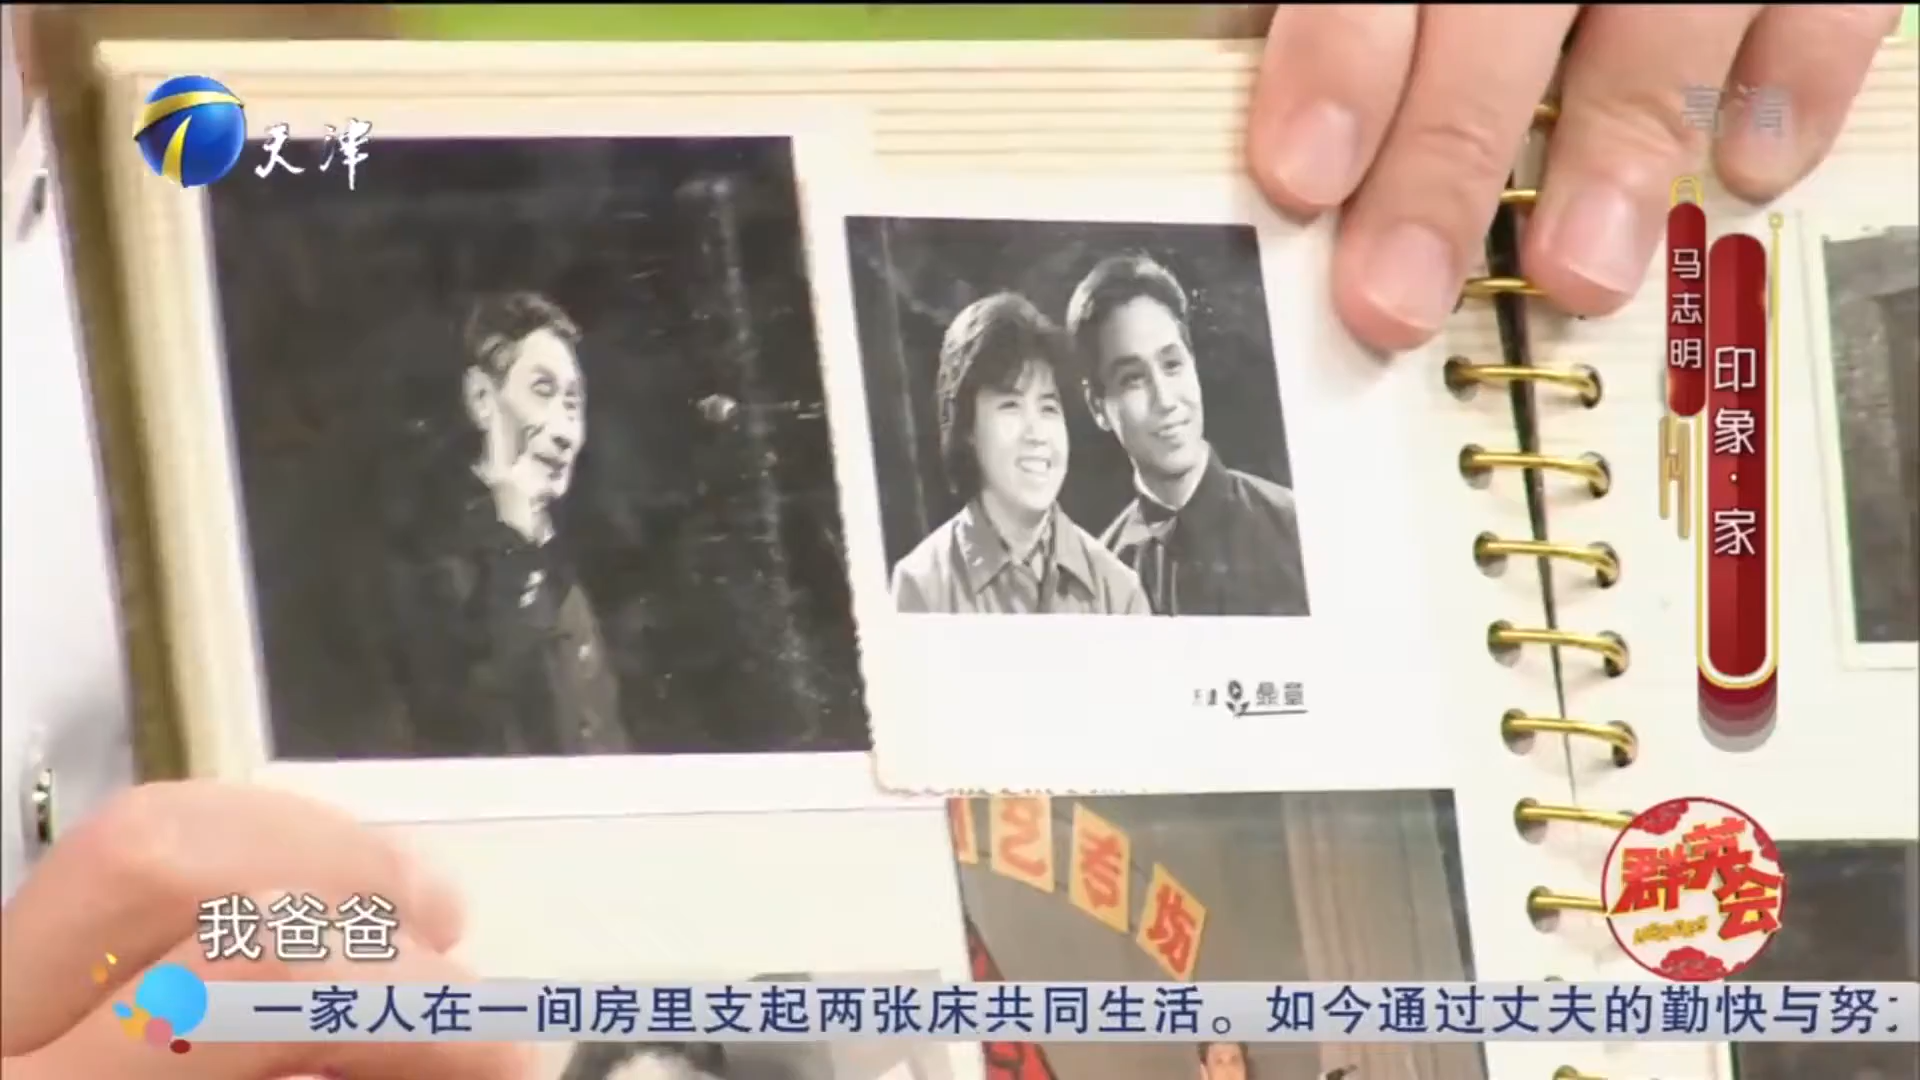 天津
高清
马志明
印象·家
天津 鼎章
艺专场
群英会
我爸爸
一家人在一间房里支起两张床共同生活。如今通过丈夫的勤快与努